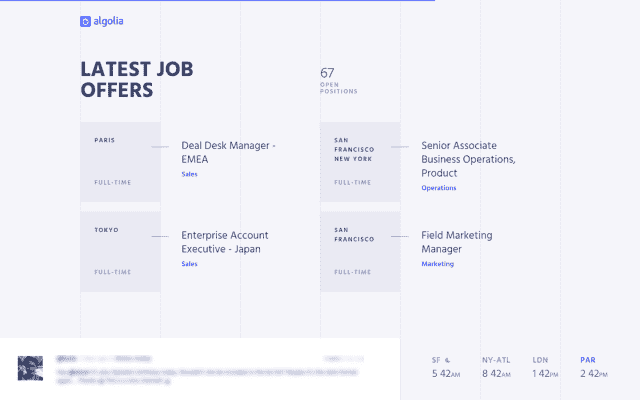 algolia
LATEST JOB
OFFERS
67
OPEN
POSITIONS
PARIS
FULL-TIME
Deal Desk Manager -
EMEA
Sales
SAN
FRANCISCO
NEW YORK
FULL-TIME
Senior Associate
Business Operations,
Product
Operations
TOKYO
FULL-TIME
Enterprise Account
Executive - Japan
Sales
SAN
FRANCISCO
FULL-TIME
Field Marketing
Manager
Marketing
SF NY-ATL LDN PAR
5 42AM 8 42AM 1 42PM 2 42PM